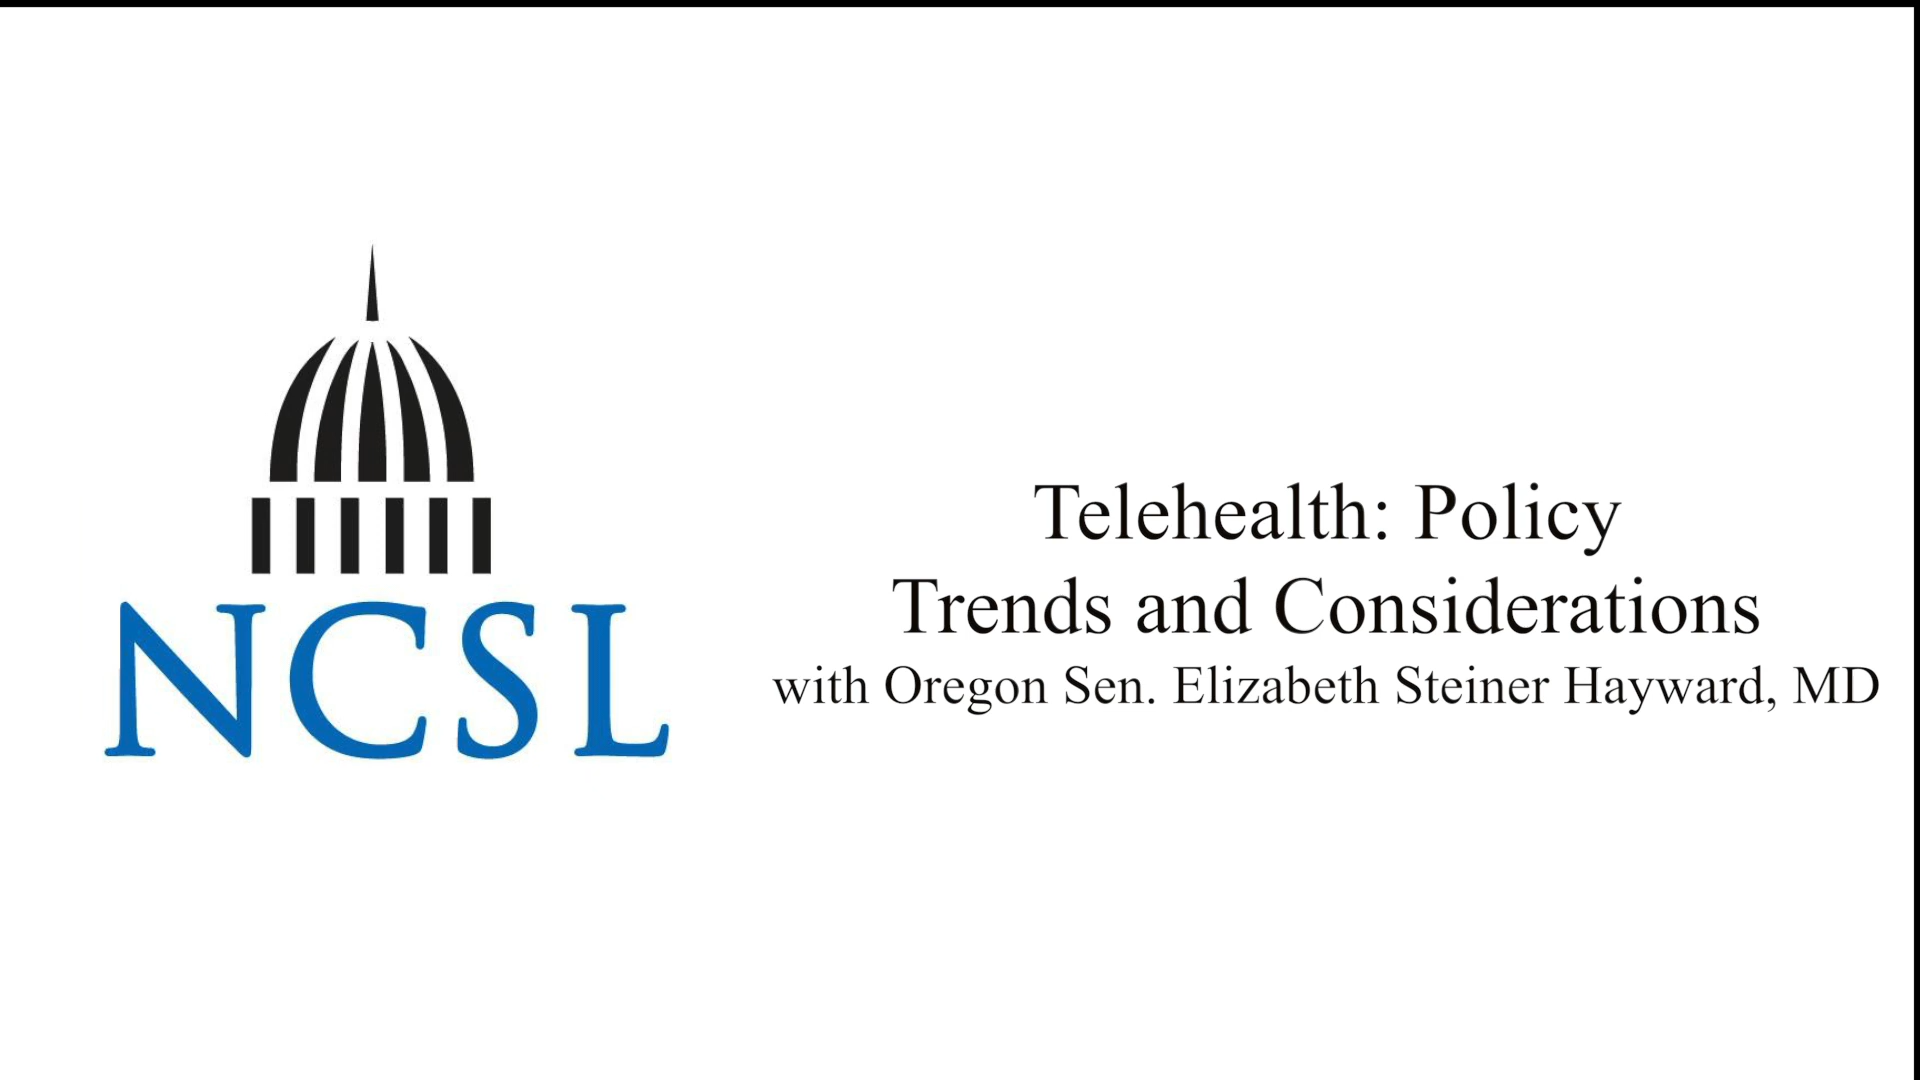 NCSL
Telehealth: Policy
Trends and Considerations
with Oregon Sen. Elizabeth Steiner Hayward, MD